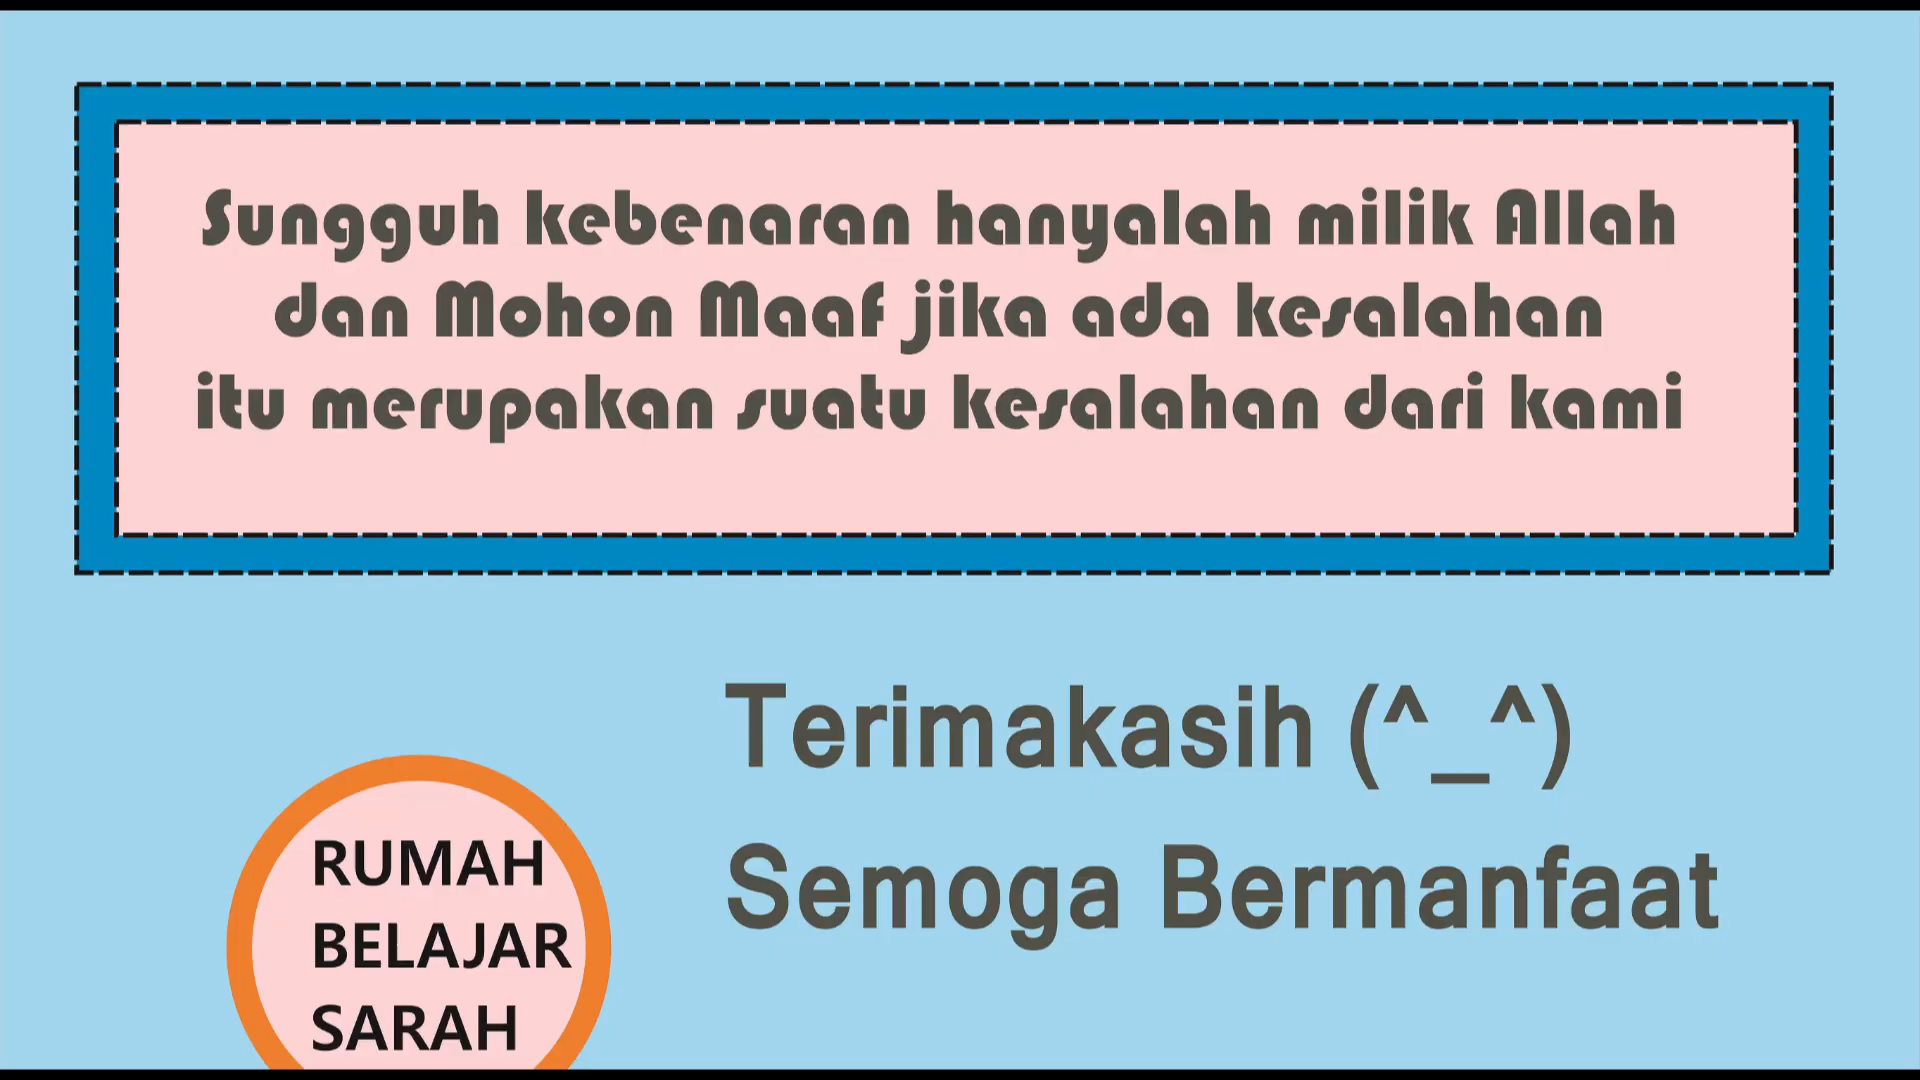 Sungguh kebenaran hanyalah milik Allah
dan Mohon Maaf jika ada kesalahan
itu merupakan suatu kesalahan dari kami
Terimakasih (^_^)
Semoga Bermanfaat
RUMAH
BELAJAR
SARAH